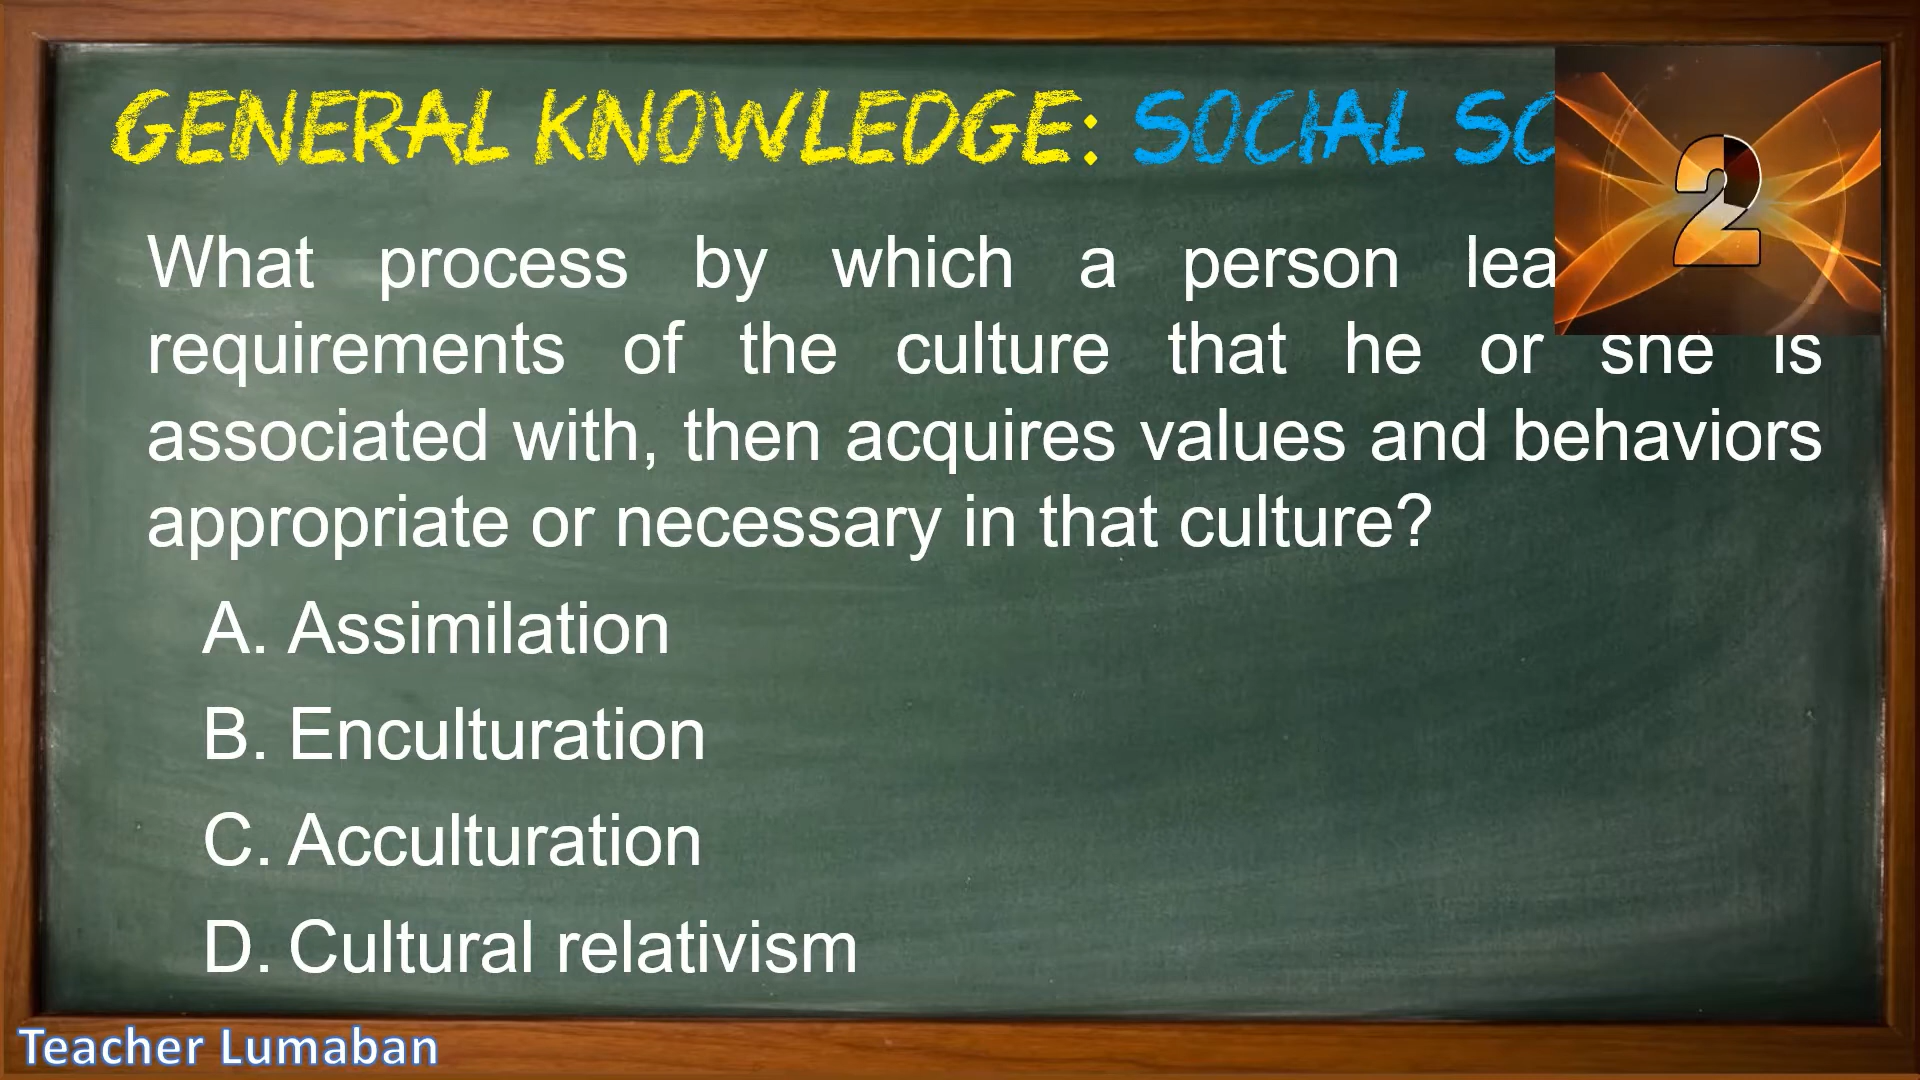 GENERAL KNOWLEDGE: SOCIAL
2
What process by which a person
requirements of the culture that he or she is
associated with, then acquires values and behaviors
appropriate or necessary in that culture?
A. Assimilation
B. Enculturation
C. Acculturation
D. Cultural relativism
Teacher Lumaban